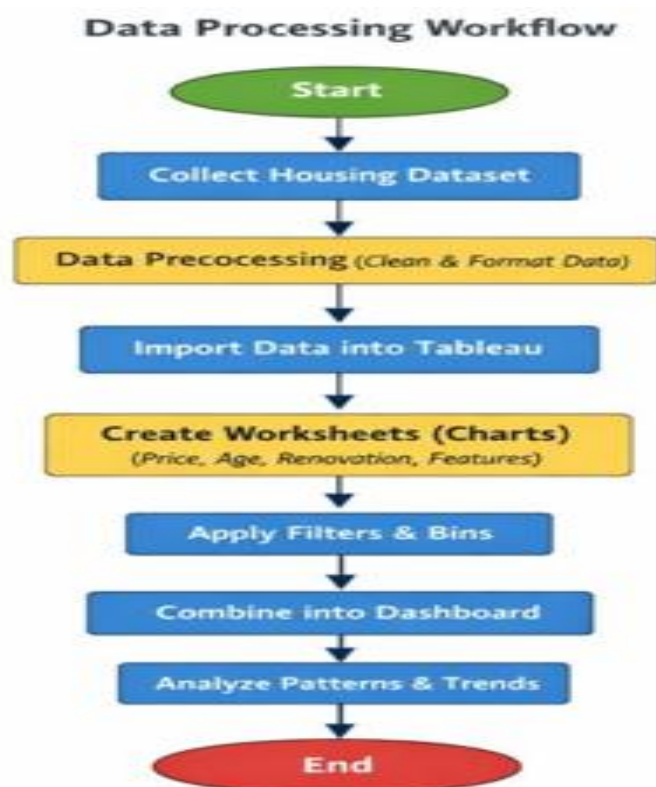 Data Processing Workflow
Start
Collect Housing Dataset
Data Precocessing (Clean & Format Data)
Import Data into Tableau
Create Worksheets (Charts)
(Price, Age, Renovation, Features)
Apply Filters & Bins
Combine into Dashboard
Analyze Patterns & Trends
End